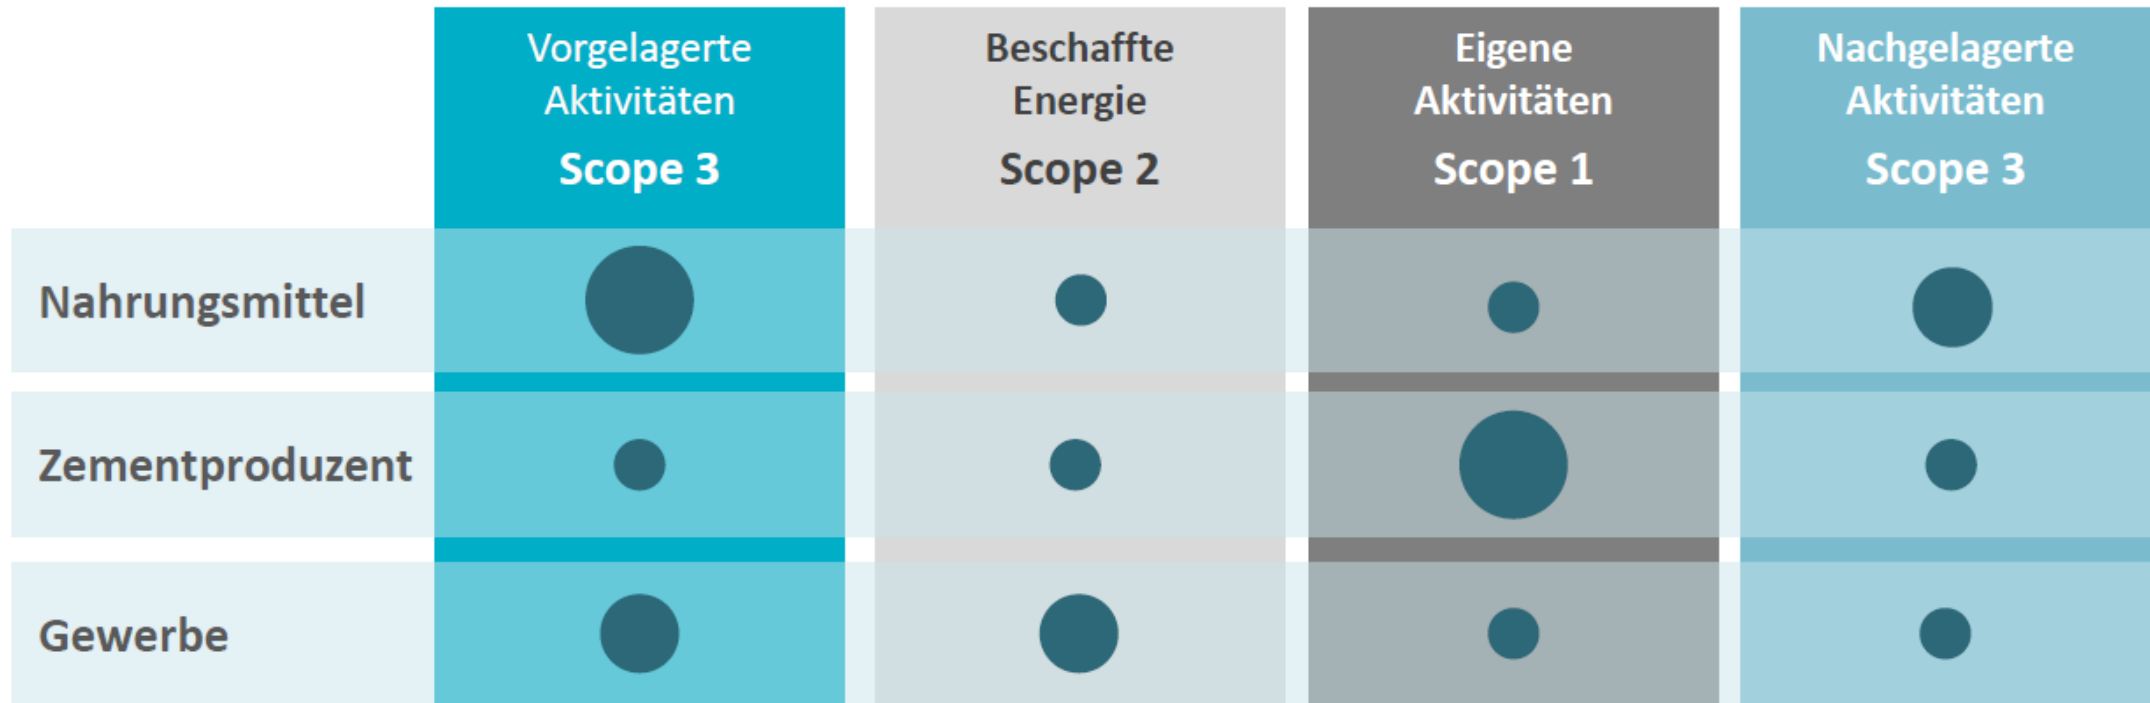 Vorgelagerte
Aktivitäten
Scope 3
Beschaffte
Energie
Scope 2
Eigene
Aktivitäten
Scope 1
Nachgelagerte
Aktivitäten
Scope 3
Nahrungsmittel
Zementproduzent
Gewerbe